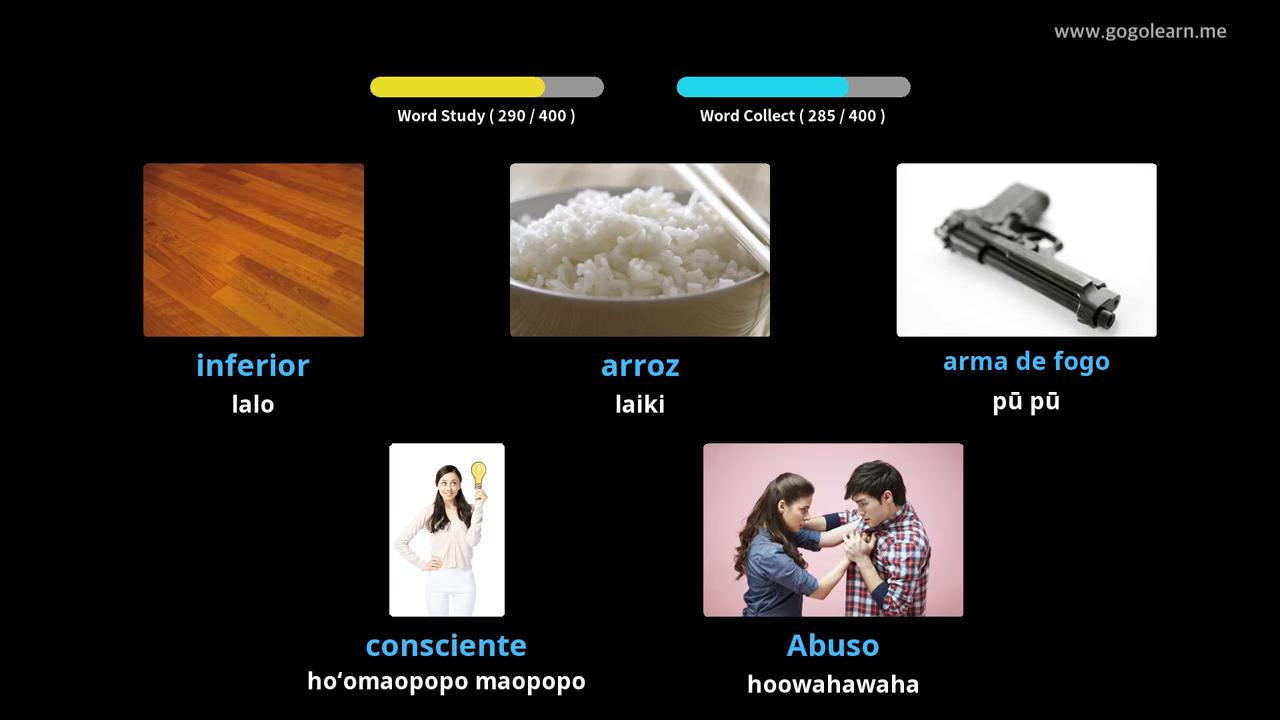 www.gogolearn.me
Word Study ( 290 / 400 )
Word Collect ( 285 / 400 )
inferior
lalo
arroz
laiki
arma de fogo
pū pū
consciente
hoʻomaopopo maopopo
Abuso
hoowahawaha